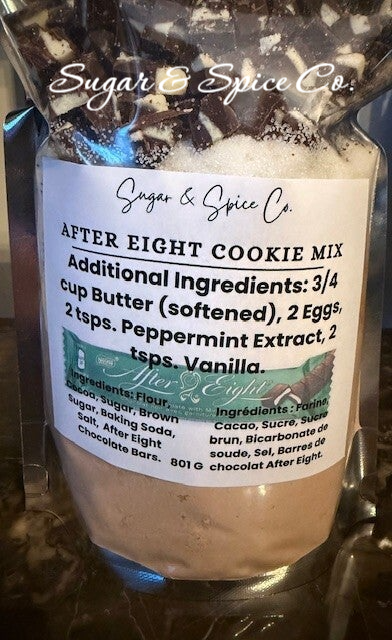 Sugar & Spice Co.
Sugar & Spice Co.
AFTER EIGHT COOKIE MIX
Additional Ingredients: 3/4
cup Butter (softened), 2 Eggs,
2 tsps. Peppermint Extract, 2
tsps. Vanilla.
Nestlé
After Eight
Ingredients: Flour,
Cocoa, Sugar, Brown
Sugar, Baking Soda,
Salt, After Eight
Chocolate Bars. 801 G
Ingrédients : Farine,
Cacao, Sucre, Sucre
brun, Bicarbonate de
soude, Sel, Barres de
chocolat After Eight.